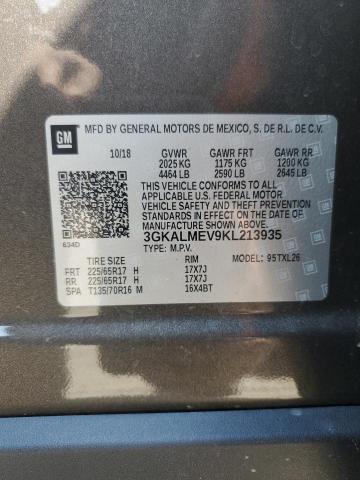 GM
MFD BY GENERAL MOTORS DE MEXICO, S. DE R.L. DE C.V.
10/18 GVWR GAWR FRT GAWR RR
2025 KG 1175 KG 1200 KG
4464 LB 2590 LB 2645 LB
THIS VEHICLE CONFORMS TO ALL APPLICABLE U.S.
FEDERAL MOTOR VEHICLE SAFETY, BUMPER, AND
THEFT PREVENTION STANDARDS IN EFFECT ON THE
DATE OF MANUFACTURE SHOWN ABOVE.
3GKALMEV9KL213935
634D TYPE: M.P.V.
TIRE SIZE RIM MODEL: 95TXL26
FRT 225/65R17 H 17X7J
RR 225/65R17 H 17X7J
SPA T135/70R16 M 16X4BT